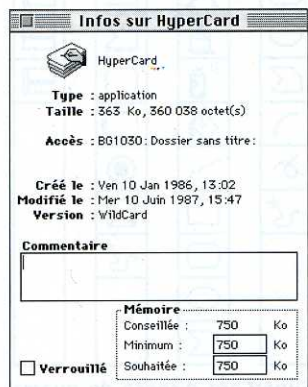 Infos sur HyperCard
HyperCard
Type : application
Taille : 363 Ko, 360 038 octet(s)
Accès : BG1030: Dossier sans titre:
Créé le : Ven 10 Jan 1986, 13:02
Modifié le : Mer 10 Juin 1987, 15:47
Version : WildCard
Commentaire
Mémoire
Conseillée : 750 Ko
Minimum : 750 Ko
Souhaitée : 750 Ko
Verrouillé